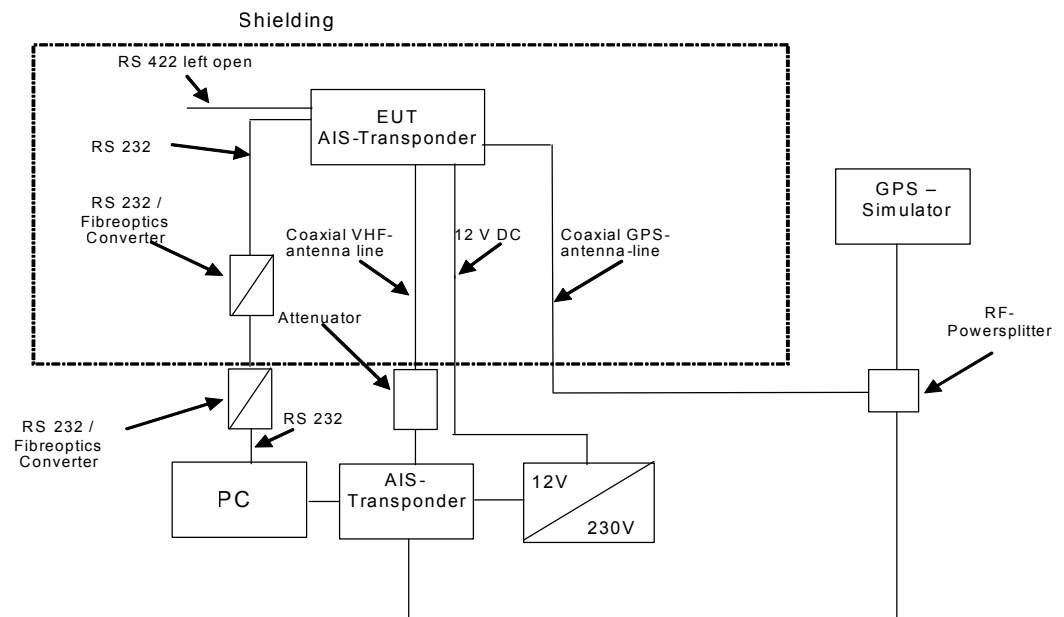 Shielding
RS 422 left open
EUT
AIS-Transponder
RS 232
GPS –
Simulator
RS 232 /
Fibreoptics
Converter
Coaxial VHF-
antenna line
12 V DC
Coaxial GPS-
antenna-line
Attenuator
RF-
Powersplitter
RS 232 /
Fibreoptics
Converter
RS 232
PC
AIS-
Transponder
12V
230V